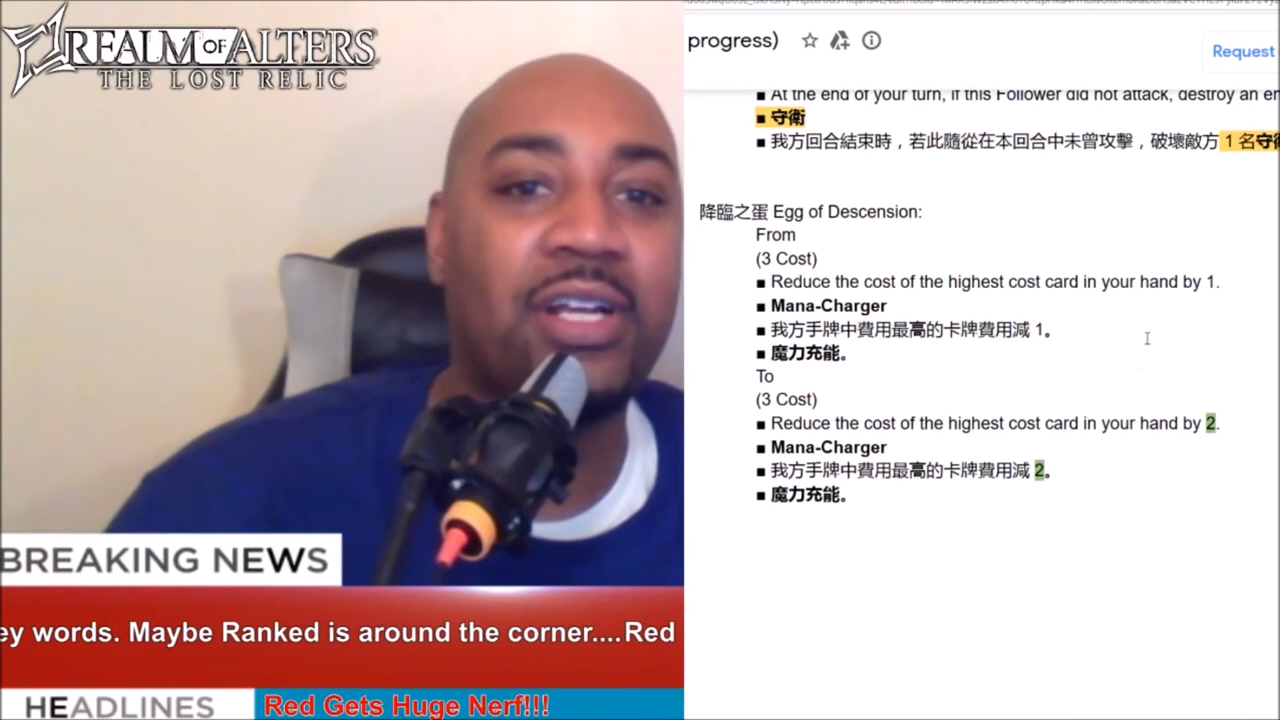 REALM OF ALTERS
THE LOST RELIC
progress)
Request
■ At the end of your turn, if this Follower did not attack, destroy an
■ 守衛
■ 我方回合結束時，若此隨從在本回合中未曾攻擊，破壞敵方 1 名守衛
降臨之蛋 Egg of Descension:
From
(3 Cost)
■ Reduce the cost of the highest cost card in your hand by 1.
■ Mana-Charger
■ 我方手牌中費用最高的卡牌費用減 1。
■ 魔力充能。
To
(3 Cost)
■ Reduce the cost of the highest cost card in your hand by 2.
■ Mana-Charger
■ 我方手牌中費用最高的卡牌費用減 2。
■ 魔力充能。
BREAKING NEWS
ey words. Maybe Ranked is around the corner....Red
HEADLINES
Red Gets Huge Nerf!!!